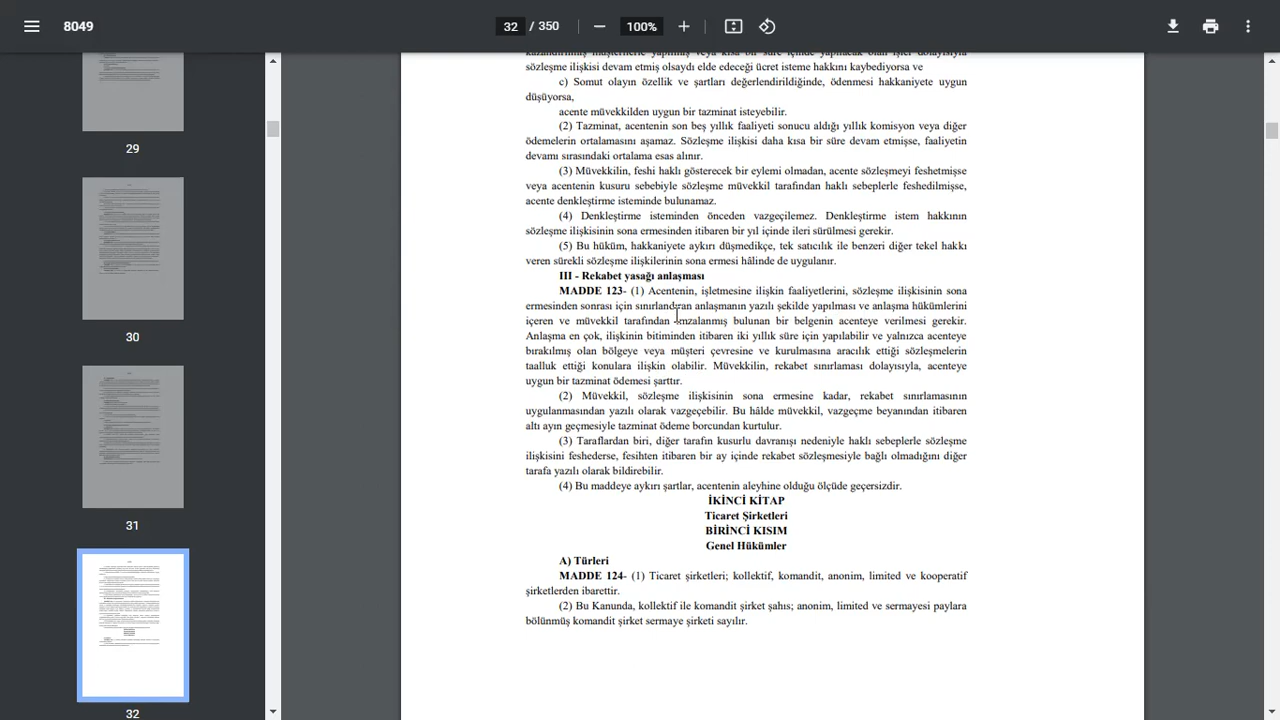 8049
32 / 350
100%
29
30
31
32
kazandırılmış müşterilerle yapılmış veya kısa bir süre içinde yapılacak olan işler dolayısıyla
sözleşme ilişkisi devam etmiş olsaydı elde edeceği ücret isteme hakkını kaybediyorsa ve
c) Somut olayın özellik ve şartları değerlendirildiğinde, ödenmesi hakkaniyete uygun
düşüyorsa,
acente müvekkilden uygun bir tazminat isteyebilir.
(2) Tazminat, acentenin son beş yıllık faaliyeti sonucu aldığı yıllık komisyon veya diğer
ödemelerin ortalamasını aşamaz. Sözleşme ilişkisi daha kısa bir süre devam etmişse, faaliyetin
devamı sırasındaki ortalama esas alınır.
(3) Müvekkilin, feshi haklı gösterecek bir eylemi olmadan, acente sözleşmeyi feshetmişse
veya acentenin kusuru sebebiyle sözleşme müvekkil tarafından haklı sebeplerle feshedilmişse,
acente denkleştirme isteminde bulunamaz.
(4) Denkleştirme isteminden önceden vazgeçilemez. Denkleştirme istem hakkının
sözleşme ilişkisinin sona ermesinden itibaren bir yıl içinde ileri sürülmesi gerekir.
(5) Bu hüküm, hakkaniyete aykırı düşmedikçe, tek satıcılık ile benzeri diğer tekel hakkı
veren sürekli sözleşme ilişkilerinin sona ermesi hâlinde de uygulanır.
III - Rekabet yasağı anlaşması
MADDE 123- (1) Acentenin, işletmesine ilişkin faaliyetlerini, sözleşme ilişkisinin sona
ermesinden sonrası için sınırlandıran anlaşmanın yazılı şekilde yapılması ve anlaşma hükümlerini
içeren ve müvekkil tarafından imzalanmış bulunan bir belgenin acenteye verilmesi gerekir.
Anlaşma en çok, ilişkinin bitiminden itibaren iki yıllık süre için yapılabilir ve yalnızca acenteye
bırakılmış olan bölgeye veya müşteri çevresine ve kurulmasına aracılık ettiği sözleşmelerin
taalluk ettiği konulara ilişkin olabilir. Müvekkilin, rekabet sınırlaması dolayısıyla, acenteye
uygun bir tazminat ödemesi şarttır.
(2) Müvekkil, sözleşme ilişkisinin sona ermesine kadar, rekabet sınırlamasının
uygulanmasından yazılı olarak vazgeçebilir. Bu hâlde müvekkil, vazgeçme beyanından itibaren
altı ayın geçmesiyle tazminat ödeme borcundan kurtulur.
(3) Taraflardan biri, diğer tarafın kusurlu davranışı nedeniyle haklı sebeplerle sözleşme
ilişkisini feshederse, fesihten itibaren bir ay içinde rekabet sözleşmesiyle bağlı olmadığını diğer
tarafa yazılı olarak bildirebilir.
(4) Bu maddeye aykırı şartlar, acentenin aleyhine olduğu ölçüde geçersizdir.
İKİNCİ KİTAP
Ticaret Şirketleri
BİRİNCİ KISIM
Genel Hükümler
A) Türleri
MADDE 124- (1) Ticaret şirketleri; kollektif, komandit, anonim, limited ve kooperatif
şirketlerden ibarettir.
(2) Bu Kanunda, kollektif ile komandit şirket şahıs; anonim, limited ve sermayesi paylara
bölünmüş komandit şirket sermaye şirketi sayılır.